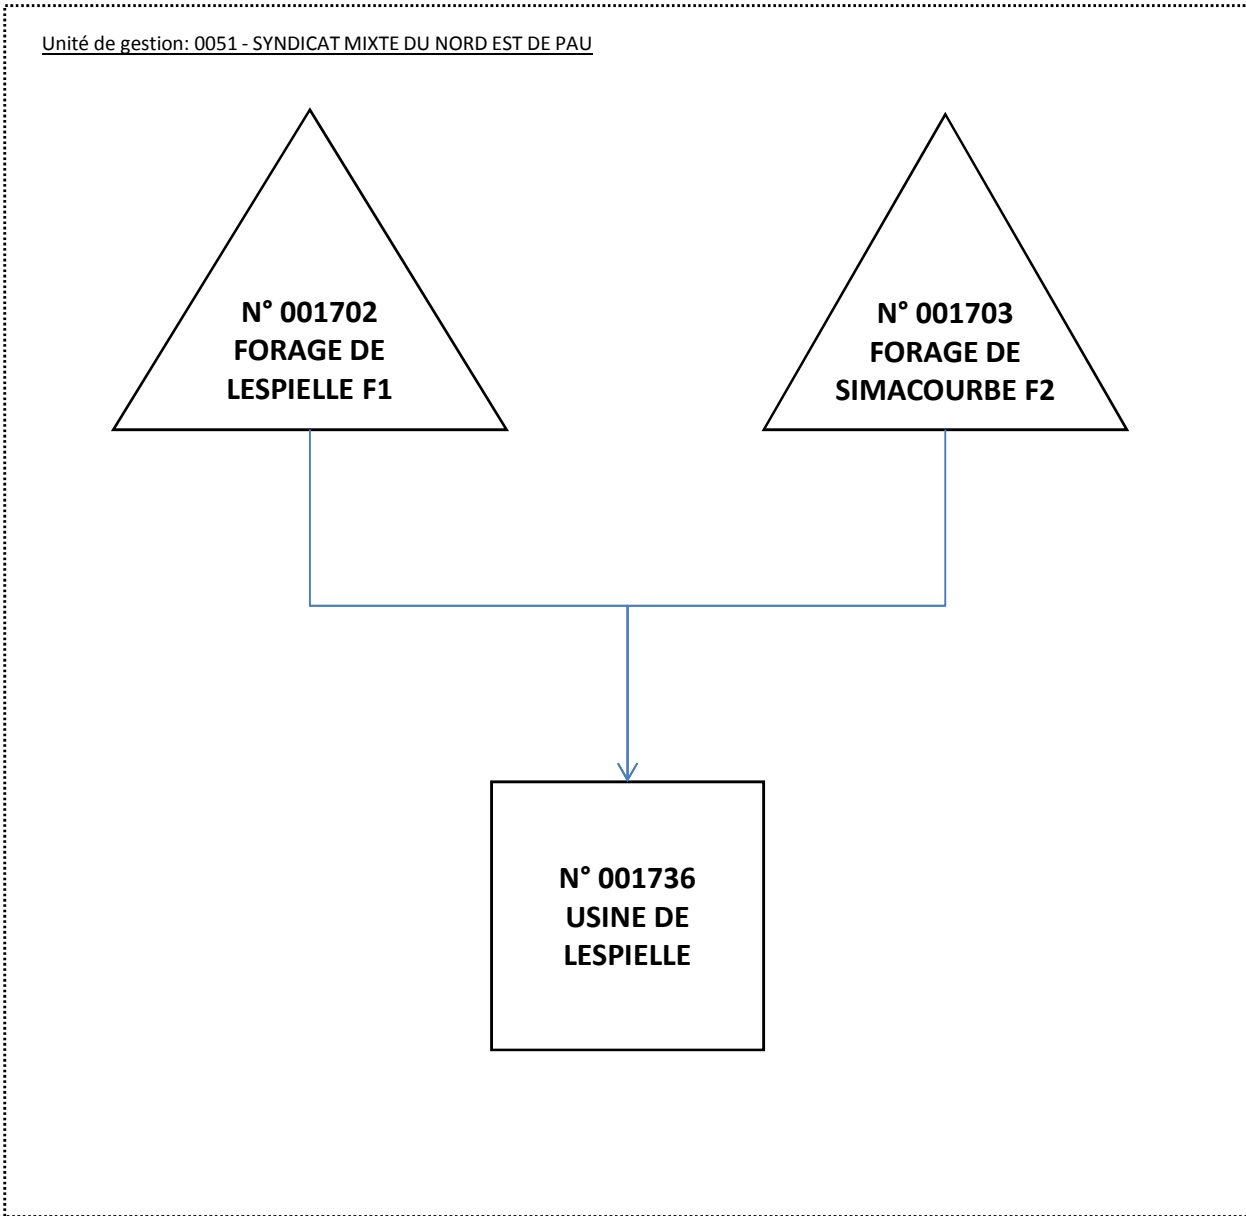 Unité de gestion: 0051 - SYNDICAT MIXTE DU NORD EST DE PAU
N° 001702
FORAGE DE
LESPIELLE F1
N° 001703
FORAGE DE
SIMACOURBE F2
N° 001736
USINE DE
LESPIELLE